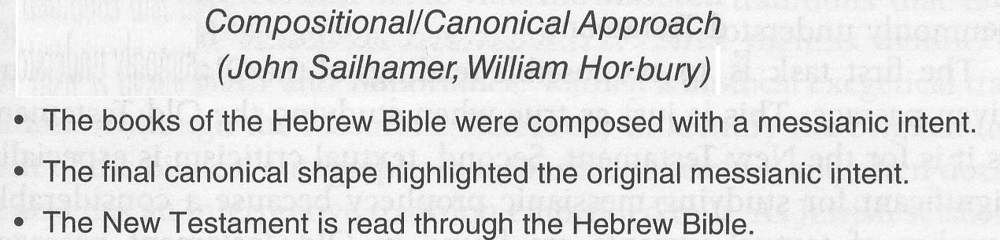 Compositional/Canonical Approach
(John Sailhamer, William Hor-bury)
• The books of the Hebrew Bible were composed with a messianic intent.
• The final canonical shape highlighted the original messianic intent.
• The New Testament is read through the Hebrew Bible.